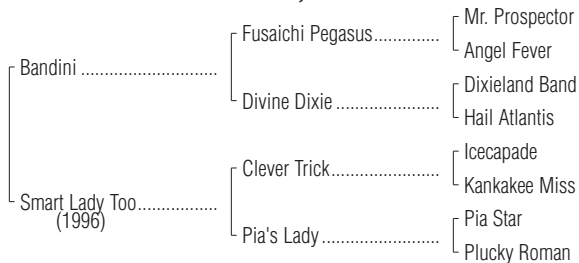 Mr. Prospector
Fusaichi Pegasus..............
Angel Fever
Bandini .............................
Dixieland Band
Divine Dixie ......................
Hail Atlantis
Icecapade
Clever Trick.......................
Kankakee Miss
Smart Lady Too.................
(1996)
Pia Star
Pia's Lady .........................
Plucky Roman